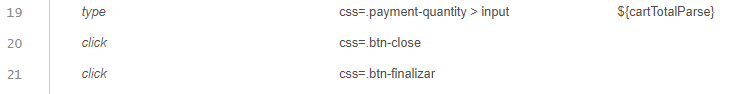 19 type css=.payment-quantity > input ${cartTotalParse}
20 click css=.btn-close
21 click css=.btn-finalizar